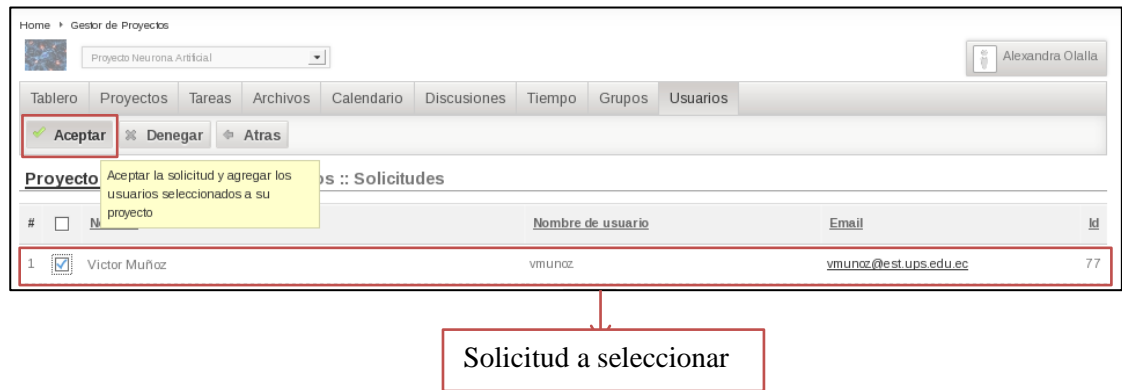 Home ▸ Gestor de Proyectos
Proyecto Neurona Artificial
Alexandra Olalla
Tablero Proyectos Tareas Archivos Calendario Discusiones Tiempo Grupos Usuarios
Aceptar Denegar Atras
Proyecto :: Solicitudes
Aceptar la solicitud y agregar los
usuarios seleccionados a su
proyecto
# Nombre de usuario Email Id
1 Victor Muñoz vmunoz vmunoz@est.ups.edu.ec 77
Solicitud a seleccionar